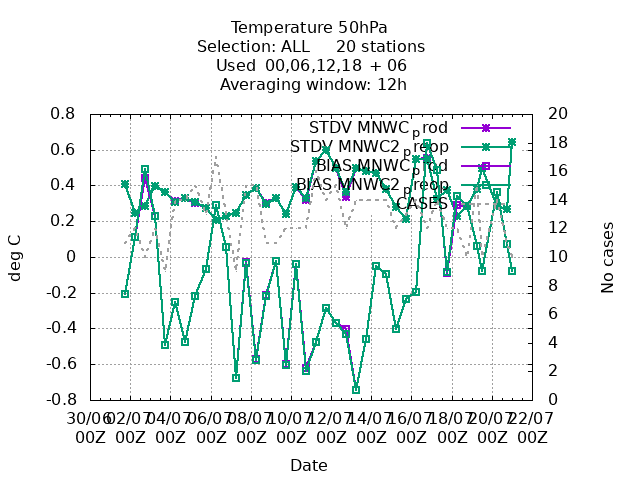 Temperature 50hPa
Selection: ALL 20 stations
Used 00,06,12,18 + 06
Averaging window: 12h
STDV MNWC_prod
STDV MNWC2_preop
BIAS MNWC_prod
BIAS MNWC2_preop
CASES
0.8
0.6
0.4
0.2
0
-0.2
-0.4
-0.6
-0.8
deg C
20
18
16
14
12
10
8
6
4
2
0
No cases
30/06 02/07 04/07 06/07 08/07 10/07 12/07 14/07 16/07 18/07 20/07 22/07
00Z 00Z 00Z 00Z 00Z 00Z 00Z 00Z 00Z 00Z 00Z 00Z
Date